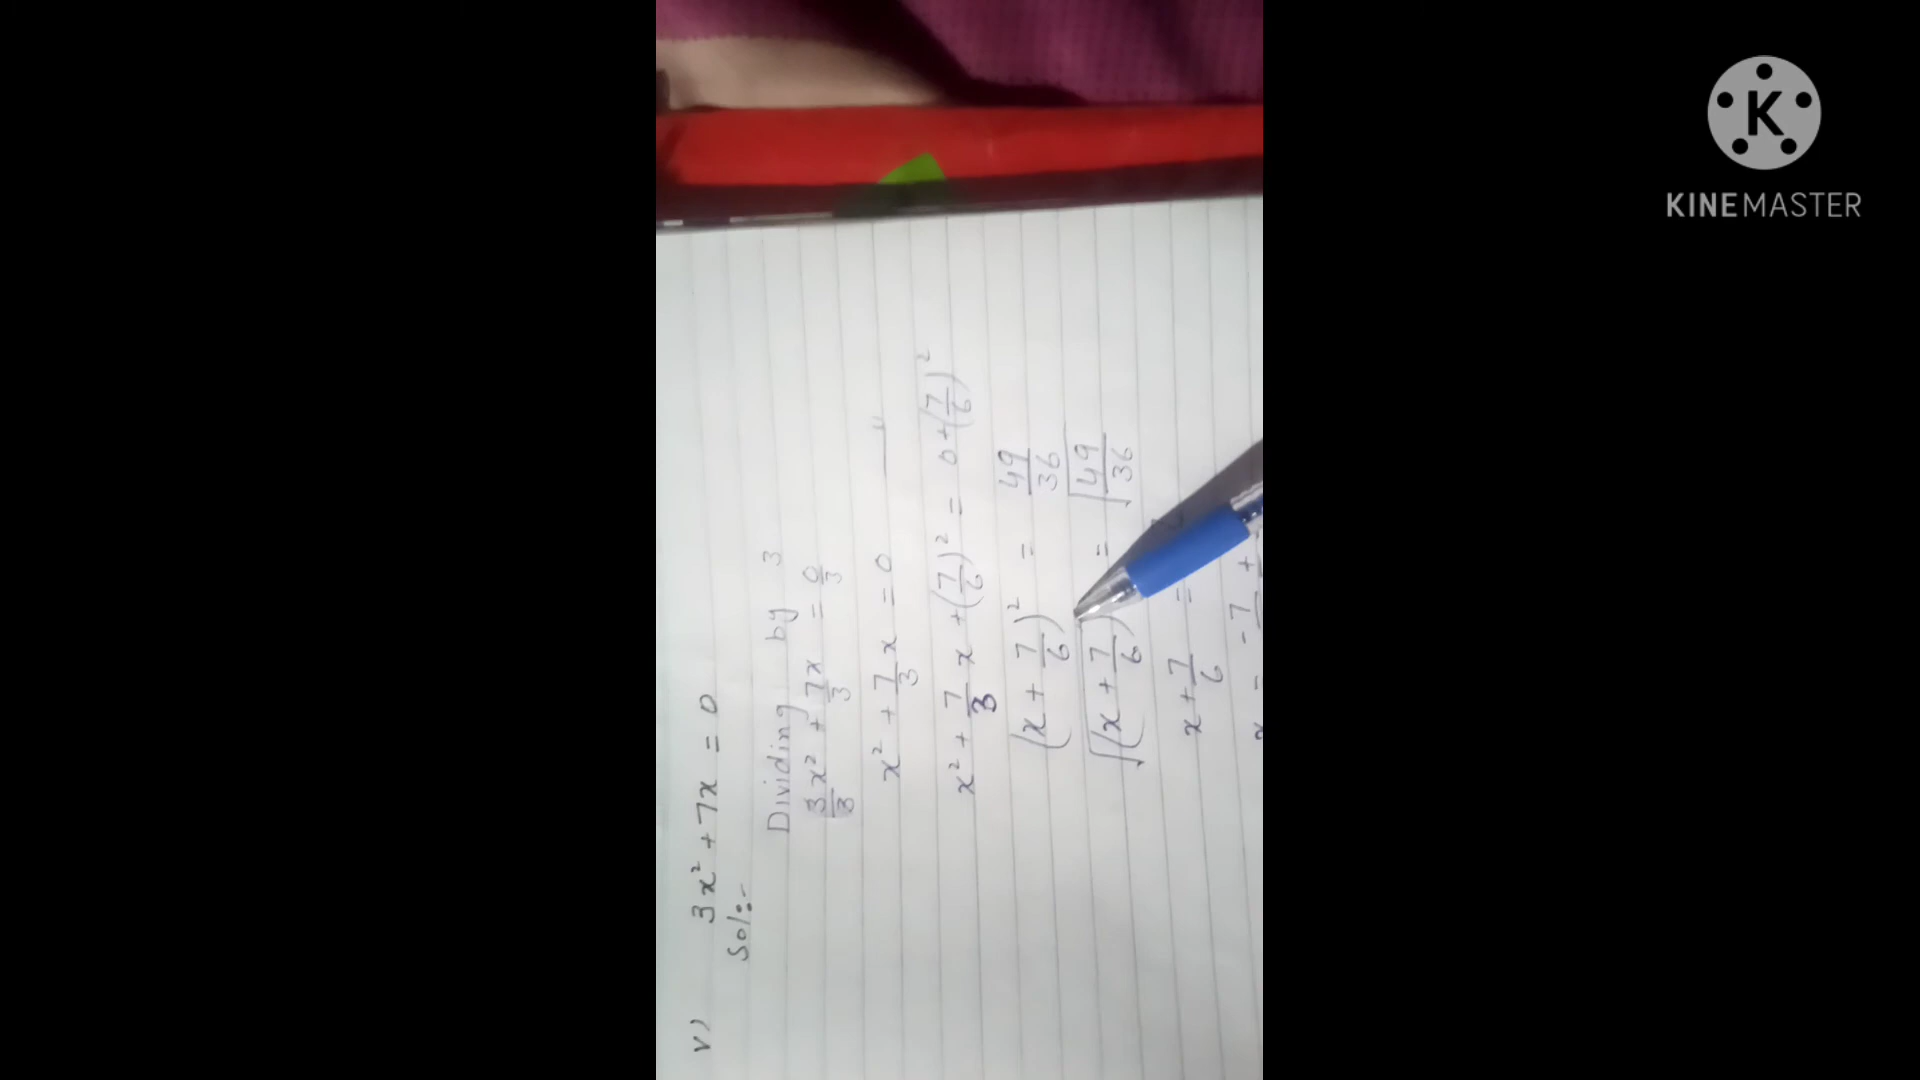 v) 3x² + 7x = 0
Sol:-
Dividing by 3
3x²/3 + 7x/3 = 0/3
x² + 7/3 x = 0
x² + 7/3 x + (7/6)² = 0 + (7/6)²
(x + 7/6)² = 49/36
√(x + 7/6) = √49/36
x + 7/6 =
= -7 +
K
KINEMASTER